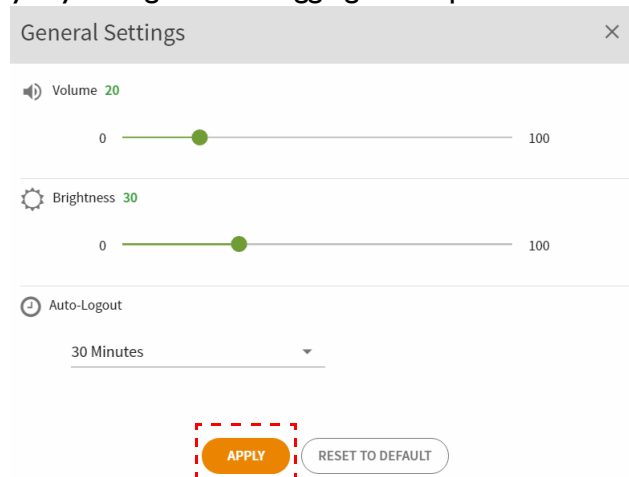 General Settings
Volume 20
0 100
Brightness 30
0 100
Auto-Logout
30 Minutes
APPLY RESET TO DEFAULT